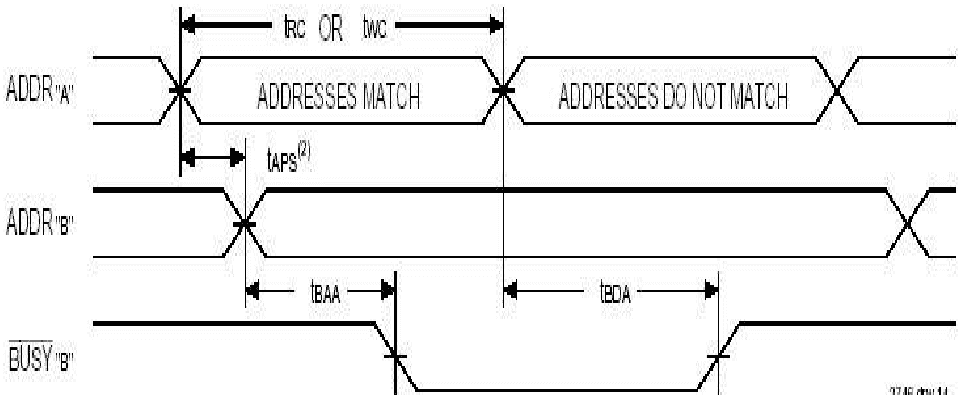 tRC OR tWC
ADDR"A"
ADDRESSES MATCH
ADDRESSES DO NOT MATCH
tAPS(2)
ADDR"B"
tBAA
tBDA
BUSY"B"